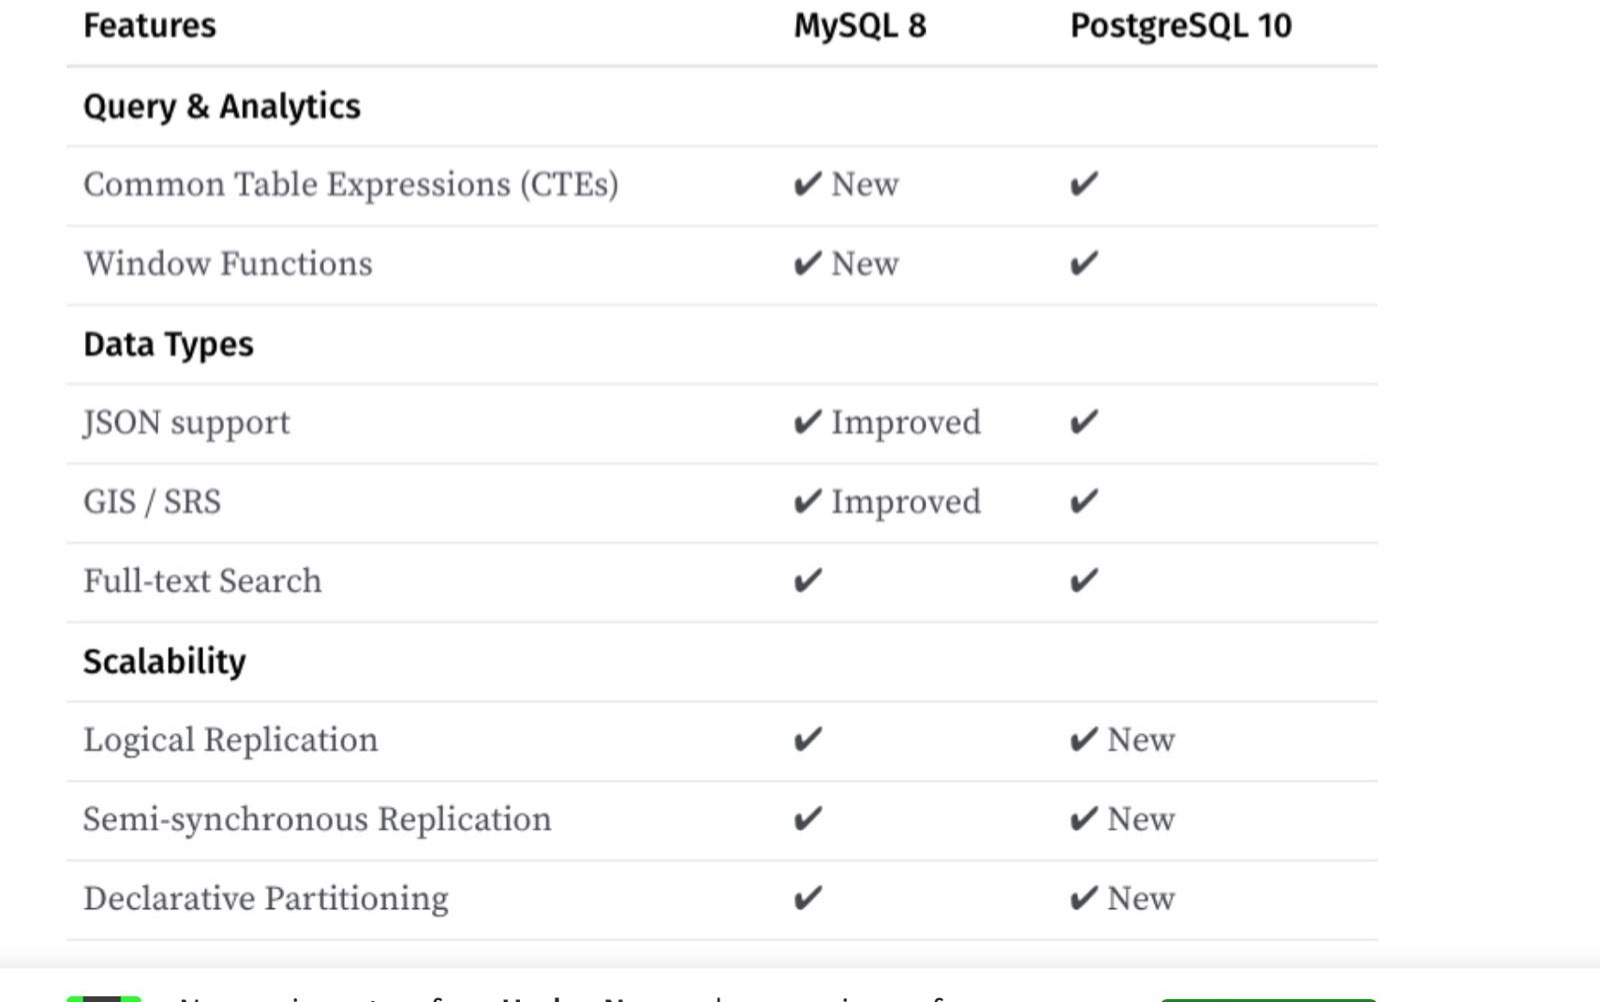 Features MySQL 8 PostgreSQL 10
Query & Analytics
Common Table Expressions (CTEs) ✔ New ✔
Window Functions ✔ New ✔
Data Types
JSON support ✔ Improved ✔
GIS / SRS ✔ Improved ✔
Full-text Search ✔ ✔
Scalability
Logical Replication ✔ ✔ New
Semi-synchronous Replication ✔ ✔ New
Declarative Partitioning ✔ ✔ New